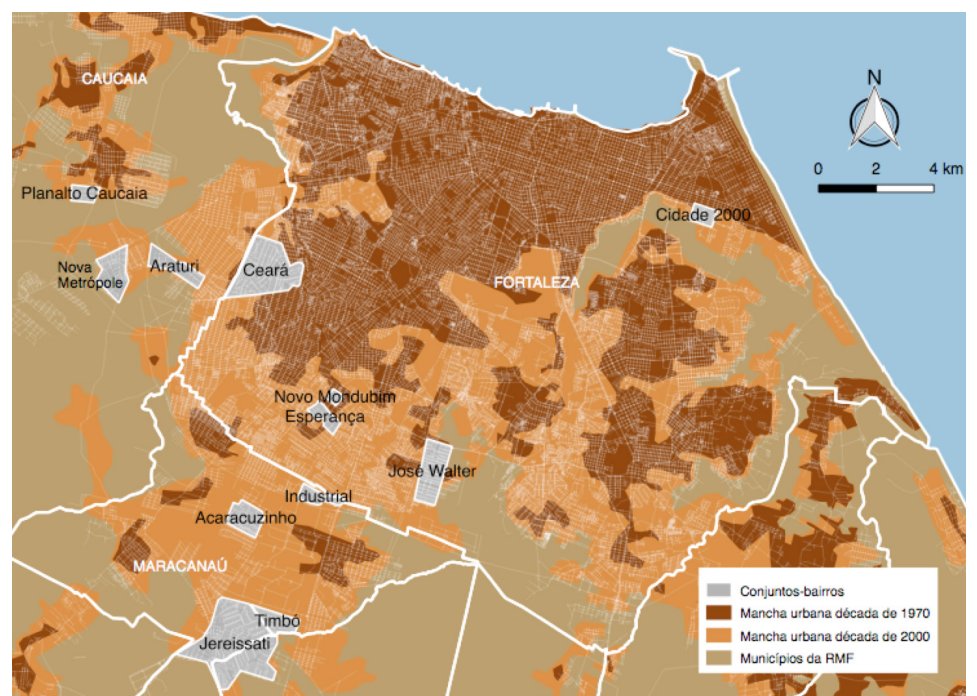 CAUCAIA
N
0 2 4 km
Planalto Caucaia
Cidade 2000
Nova
Metrópole
Araturi
Ceará
FORTALEZA
Novo Mondubim
Esperança
José Walter
Industrial
Acaracuzinho
MARACANAÚ
Timbó
Jereissati
Conjuntos-bairros
Mancha urbana década de 1970
Mancha urbana década de 2000
Municípios da RMF